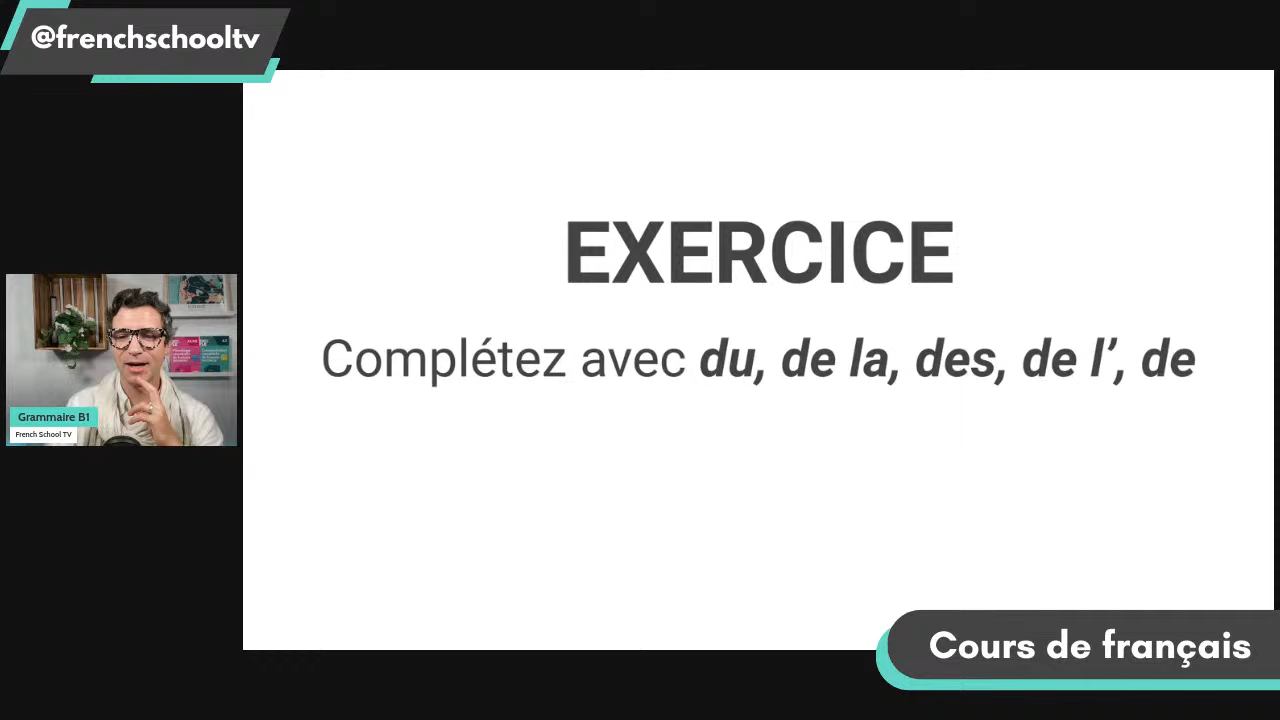 @frenchschooltv
EXERCICE
Complétez avec du, de la, des, de l’, de
Grammaire B1
French School TV
Cours de français